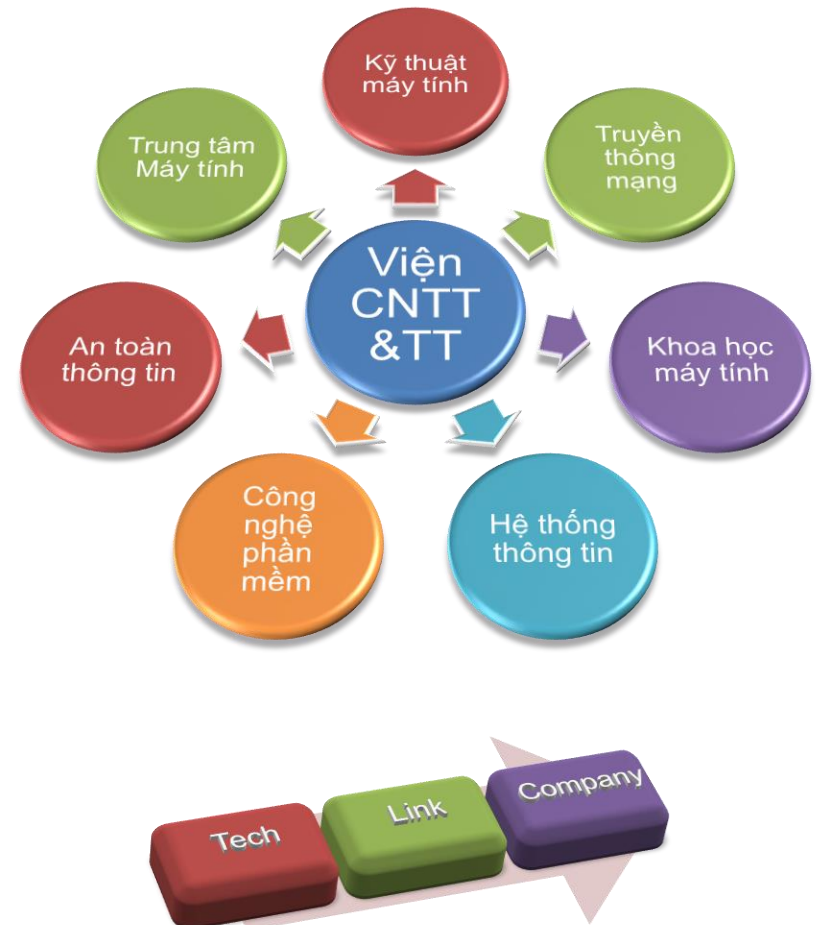 Kỹ thuật
máy tính
Trung tâm
Máy tính
Truyền
thông
mạng
Viện
CNTT
&TT
An toàn
thông tin
Khoa học
máy tính
Công
nghệ
phần
mềm
Hệ thống
thông tin
Tech
Link
Company